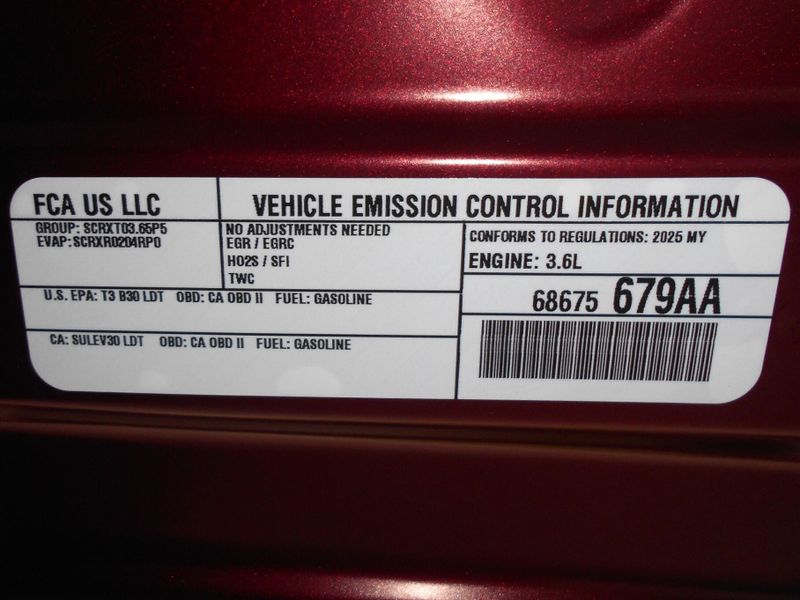 FCA US LLC
VEHICLE EMISSION CONTROL INFORMATION
GROUP: SCRXT03.65P5
EVAP: SCRXR0204RP0
NO ADJUSTMENTS NEEDED
EGR / EGRC
HO2S / SFI
TWC
CONFORMS TO REGULATIONS: 2025 MY
ENGINE: 3.6L
U.S. EPA: T3 B30 LDT OBD: CA OBD II FUEL: GASOLINE
68675 679AA
CA: SULEV30 LDT OBD: CA OBD II FUEL: GASOLINE